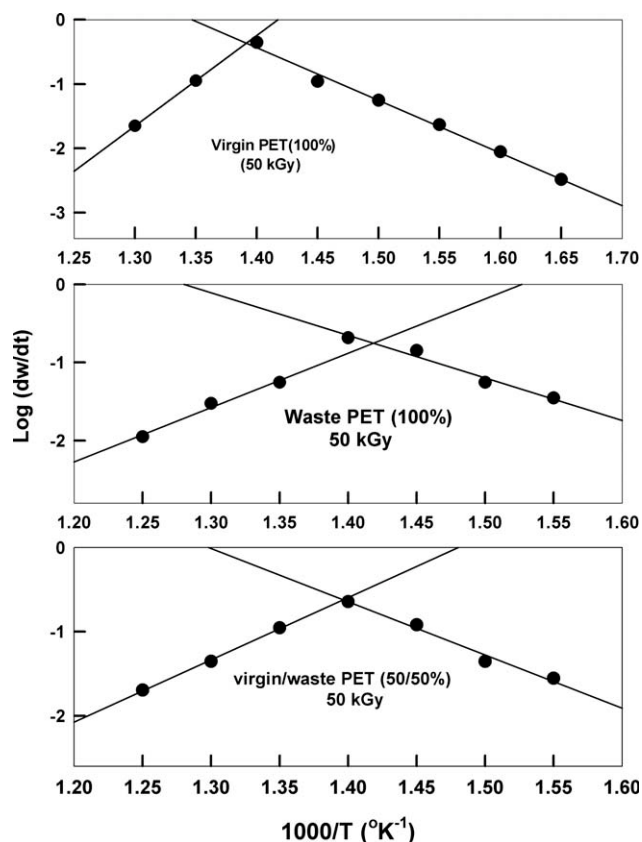 0
-1
-2
-3
Virgin PET(100%)
(50 kGy)
1.25 1.30 1.35 1.40 1.45 1.50 1.55 1.60 1.65 1.70
Log (dw/dt)
0
-1
-2
Waste PET (100%)
50 kGy
1.20 1.25 1.30 1.35 1.40 1.45 1.50 1.55 1.60
0
-1
-2
virgin/waste PET (50/50%)
50 kGy
1.20 1.25 1.30 1.35 1.40 1.45 1.50 1.55 1.60
1000/T (°K⁻¹)